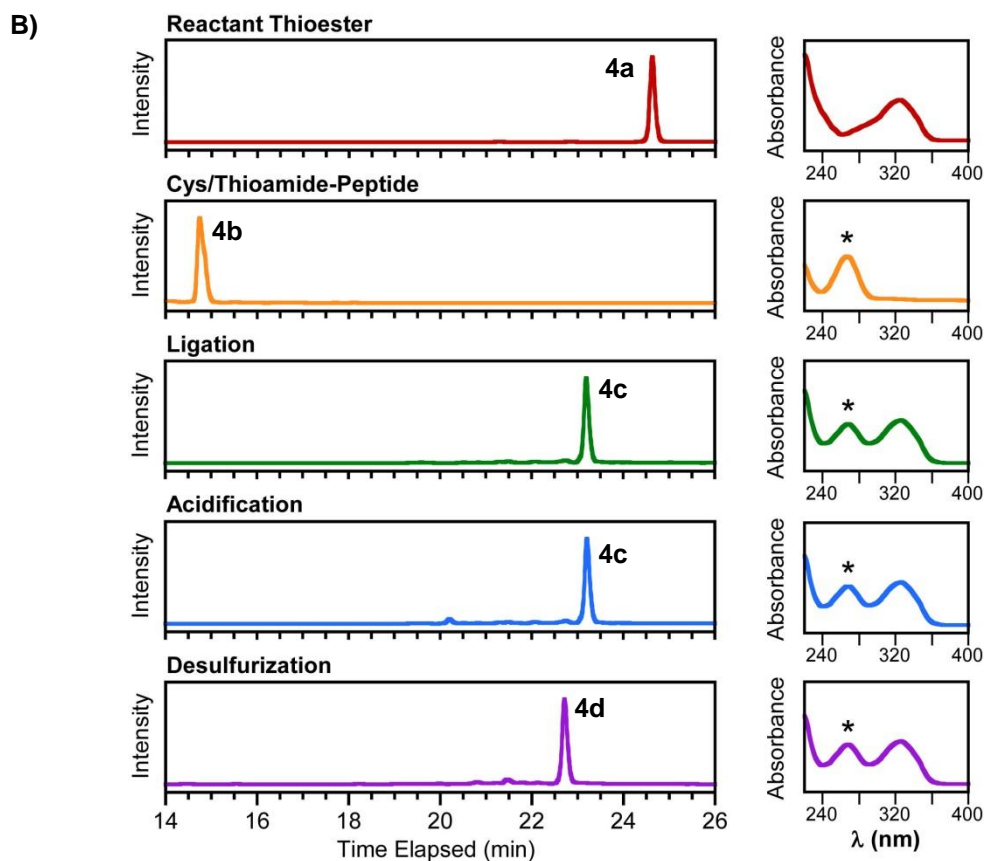 B)
Reactant Thioester
Intensity
4a
Absorbance
240 320 400
Cys/Thioamide-Peptide
Intensity
4b
Absorbance
*
240 320 400
Ligation
Intensity
4c
Absorbance
*
240 320 400
Acidification
Intensity
4c
Absorbance
*
240 320 400
Desulfurization
Intensity
4d
Absorbance
*
240 320 400
14 16 18 20 22 24 26
Time Elapsed (min)
λ (nm)